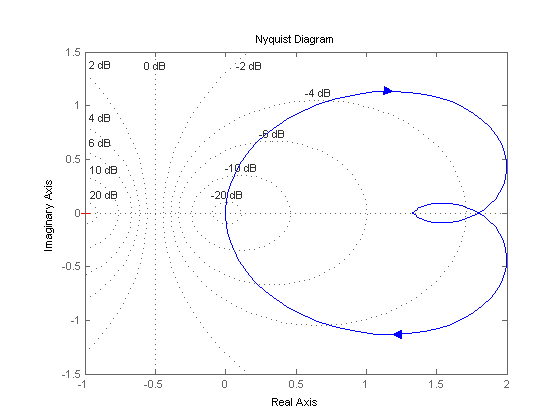 Nyquist Diagram
1.5
2 dB
0 dB
-2 dB
-4 dB
1
4 dB
-6 dB
6 dB
0.5
10 dB
-10 dB
20 dB
-20 dB
0
-0.5
-1
-1.5
-1
-0.5
0
0.5
1
1.5
2
Imaginary Axis
Real Axis